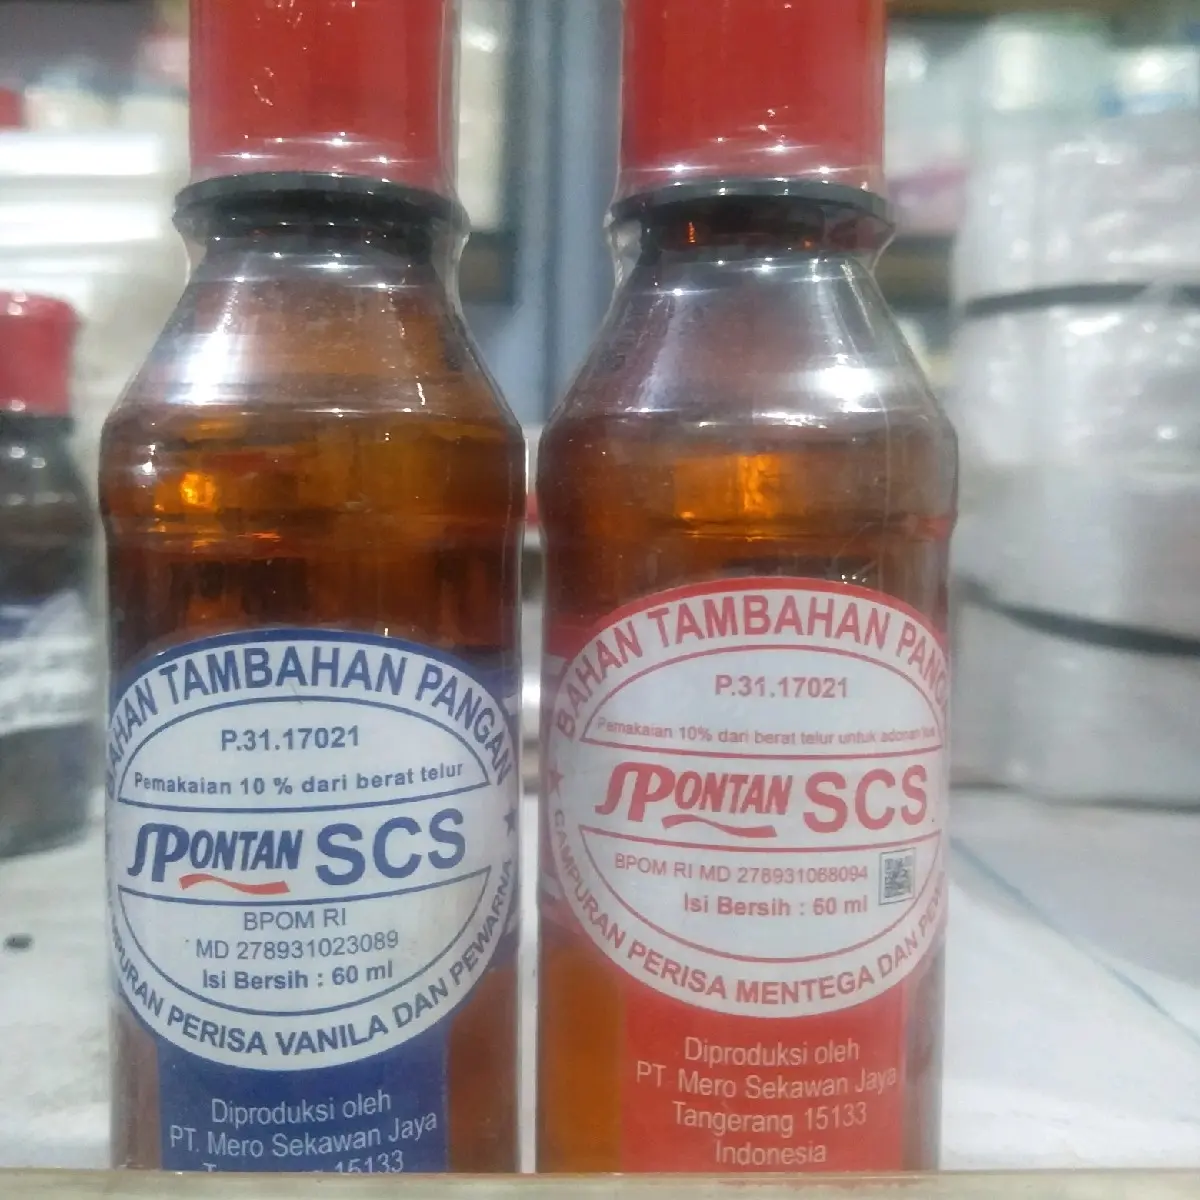 BAHAN TAMBAHAN PANGAN
P.31.17021
Pemakaian 10 % dari berat telur
SPONTAN SCS
BPOM RI
MD 278931023089
Isi Bersih : 60 ml
PERISA VANILA DAN PEWARNA
Diproduksi oleh
PT. Mero Sekawan Jaya
15133
BAHAN TAMBAHAN
P.31.17021
Pemakaian 10% dari berat telur untuk adonan
SPONTAN SCS
BPOM RI MD 278931068094
Isi Bersih : 60 ml
CAMPURAN PERISA MENTEGA DAN
Diproduksi oleh
PT. Mero Sekawan Jaya
Tangerang 15133
Indonesia